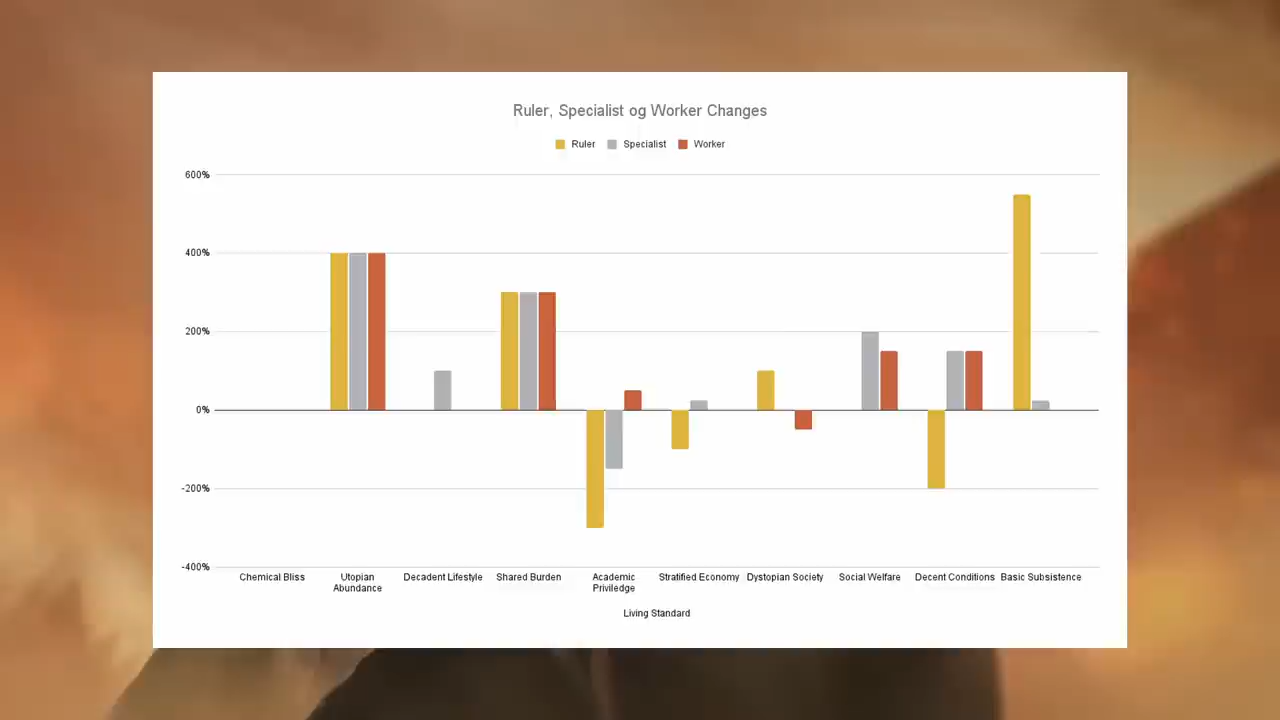 Ruler, Specialist og Worker Changes
Ruler Specialist Worker
600%
400%
200%
0%
-200%
-400%
Chemical Bliss
Utopian
Abundance
Decadent Lifestyle
Shared Burden
Academic
Priviledge
Stratified Economy
Dystopian Society
Social Welfare
Decent Conditions
Basic Subsistence
Living Standard